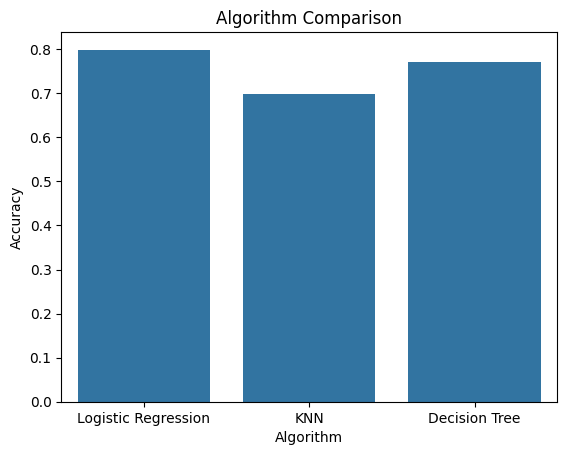 Algorithm Comparison
Accuracy
0.8
0.7
0.6
0.5
0.4
0.3
0.2
0.1
0.0
Logistic Regression KNN Decision Tree
Algorithm